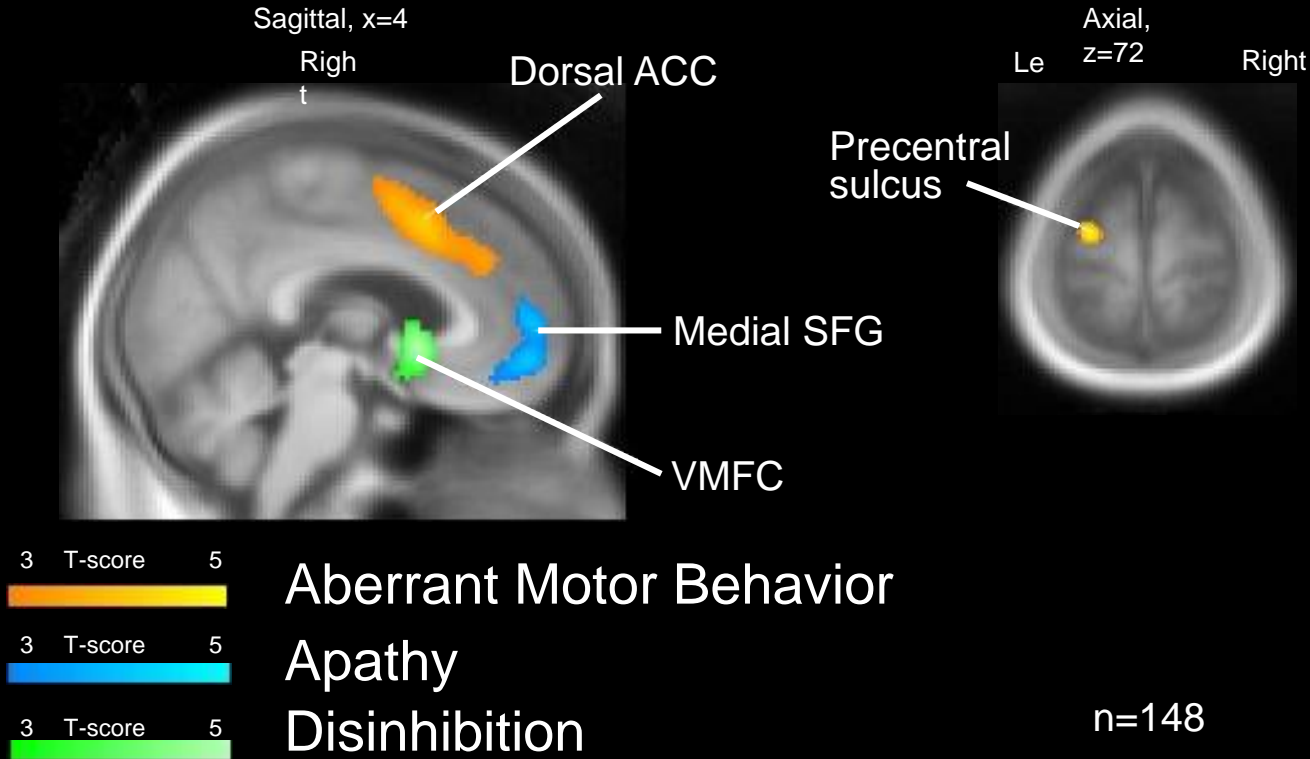 Sagittal, x=4
Righ
t
Dorsal ACC
Axial,
z=72
Le
Right
Precentral
sulcus
Medial SFG
VMFC
3 T-score 5
Aberrant Motor Behavior
3 T-score 5
Apathy
3 T-score 5
Disinhibition
n=148